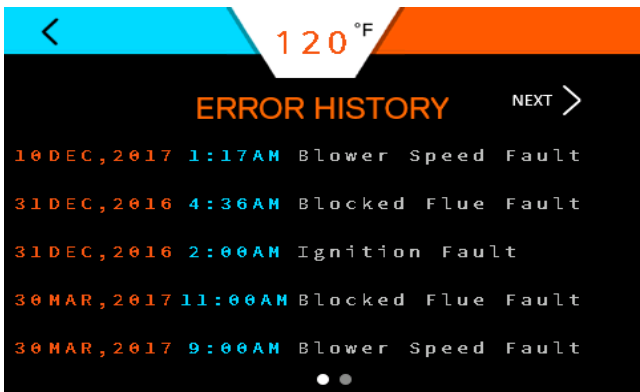 120°F
ERROR HISTORY
NEXT
10DEC,2017 1:17AM Blower Speed Fault
31DEC,2016 4:36AM Blocked Flue Fault
31DEC,2016 2:00AM Ignition Fault
30MAR,2017 11:00AM Blocked Flue Fault
30MAR,2017 9:00AM Blower Speed Fault